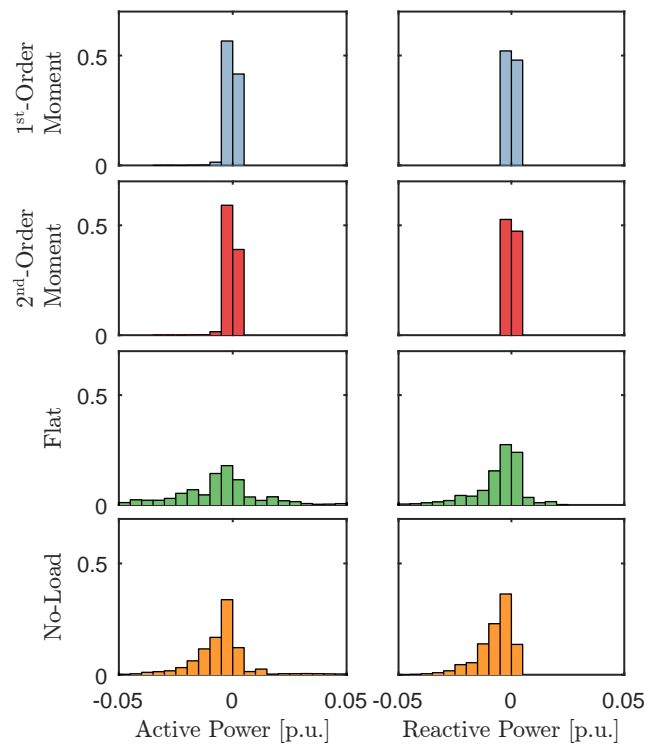 1st-Order
Moment
0.5
0
2nd-Order
Moment
0.5
0
Flat
0.5
0
No-Load
0.5
0
-0.05 0 0.05 -0.05 0 0.05
Active Power [p.u.] Reactive Power [p.u.]